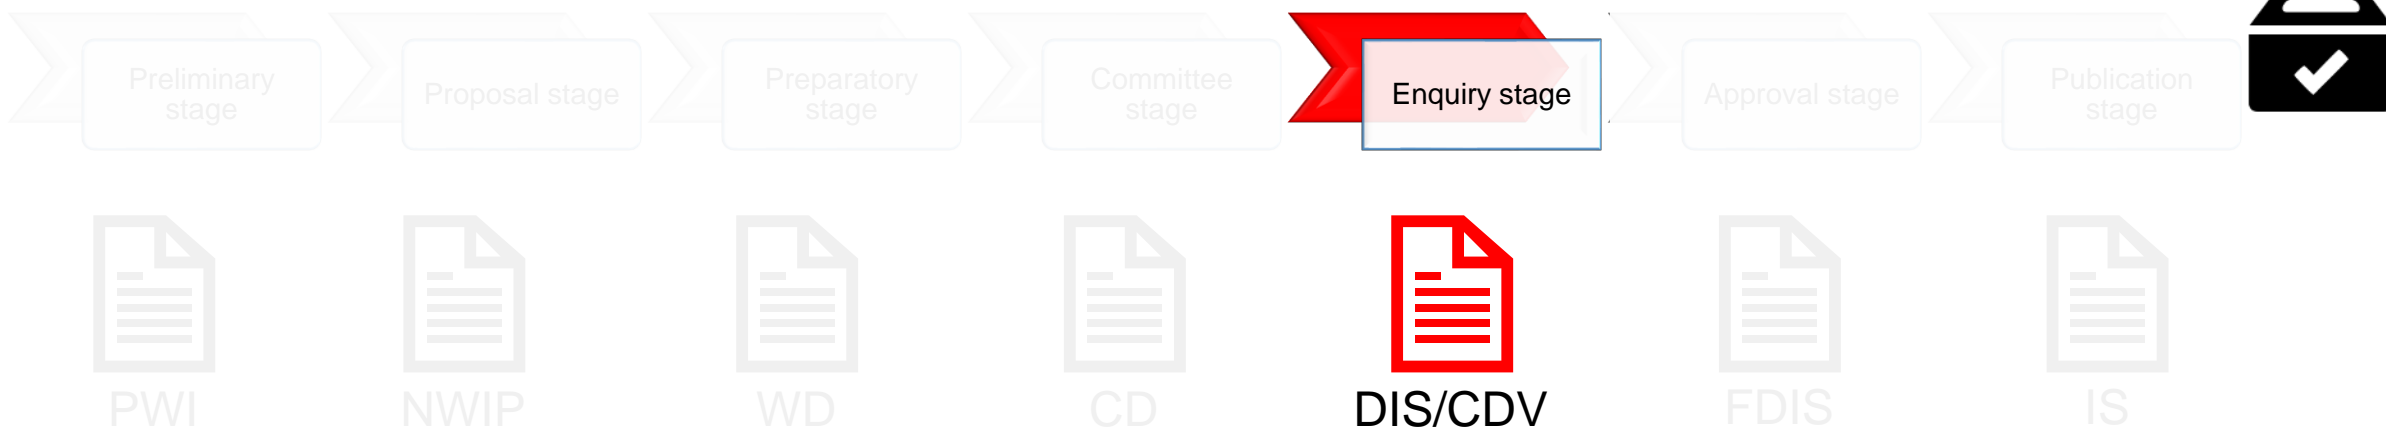 Preliminary
stage
Proposal stage
Preparatory
stage
Committee
stage
Enquiry stage
Approval stage
Publication
stage
PWI
NWIP
WD
CD
DIS/CDV
FDIS
IS